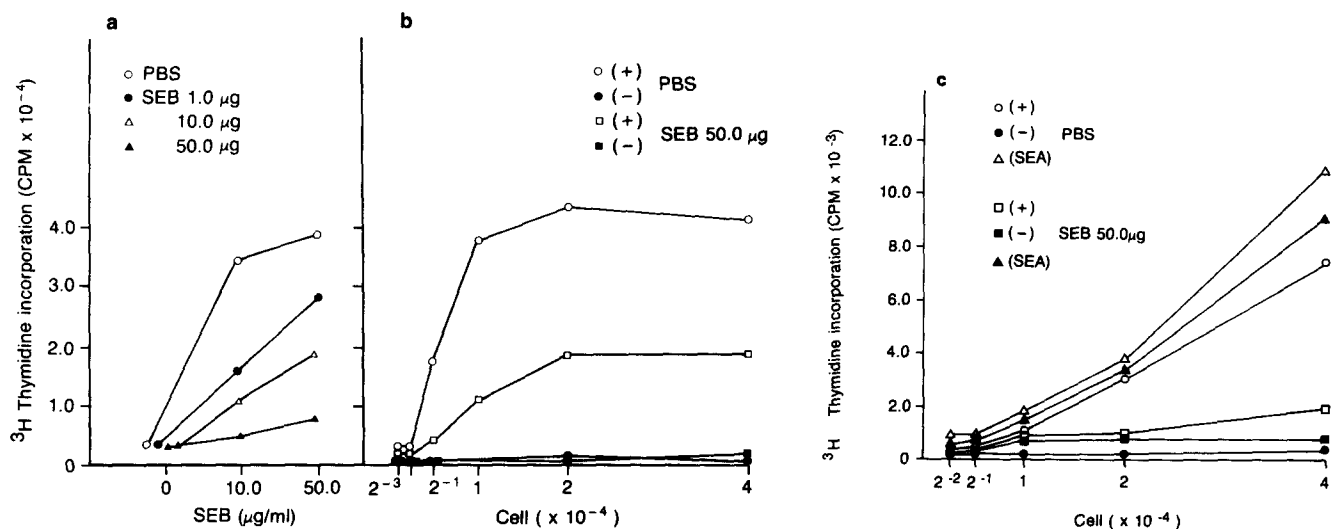 a
³H Thymidine incorporation (CPM x 10⁻⁴)
4.0
3.0
2.0
1.0
0
PBS
SEB 1.0 µg
10.0 µg
50.0 µg
0 10.0 50.0
SEB (µg/ml)
b
(+)
(-)
PBS
(+)
(-)
SEB 50.0 µg
2⁻³ 2⁻¹ 1 2 4
Cell ( x 10⁻⁴)
c
³H Thymidine incorporation (CPM x 10⁻³)
12.0
10.0
8.0
6.0
4.0
2.0
0
(+)
(-) PBS
(SEA)
(+)
(-) SEB 50.0µg
(SEA)
2⁻² 2⁻¹ 1 2 4
Cell ( x 10⁻⁴)